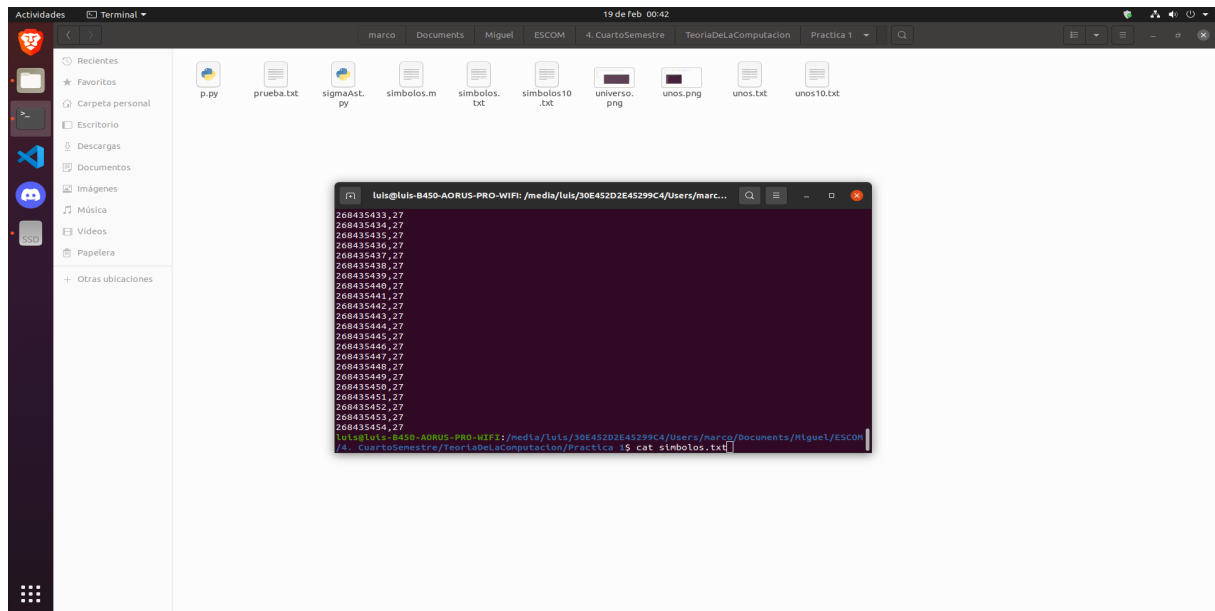 Actividades Terminal 19 de feb 00:42
marco Documents Miguel ESCOM 4. CuartoSemestre TeoriaDeLaComputacion Practica 1
Recientes
Favoritos
Carpeta personal
Escritorio
Descargas
Documentos
Imágenes
Música
Vídeos
Papelera
+ Otras ubicaciones
SSD
p.py prueba.txt sigmaAst. simbolos.m simbolos. simbolos10 universo. unos.png unos.txt unos10.txt
py txt .txt png
luis@luis-B450-AORUS-PRO-WIFI: /media/luis/30E452D2E45299C4/Users/marc...
268435433,27
268435434,27
268435435,27
268435436,27
268435437,27
268435438,27
268435439,27
268435440,27
268435441,27
268435442,27
268435443,27
268435444,27
268435445,27
268435446,27
268435447,27
268435448,27
268435449,27
268435450,27
268435451,27
268435452,27
268435453,27
268435454,27
luis@luis-B450-AORUS-PRO-WIFI:/media/luis/30E452D2E45299C4/Users/marco/Documents/Miguel/ESCOM
/4. CuartoSemestre/TeoriaDeLaComputacion/Practica 1$ cat simbolos.txt